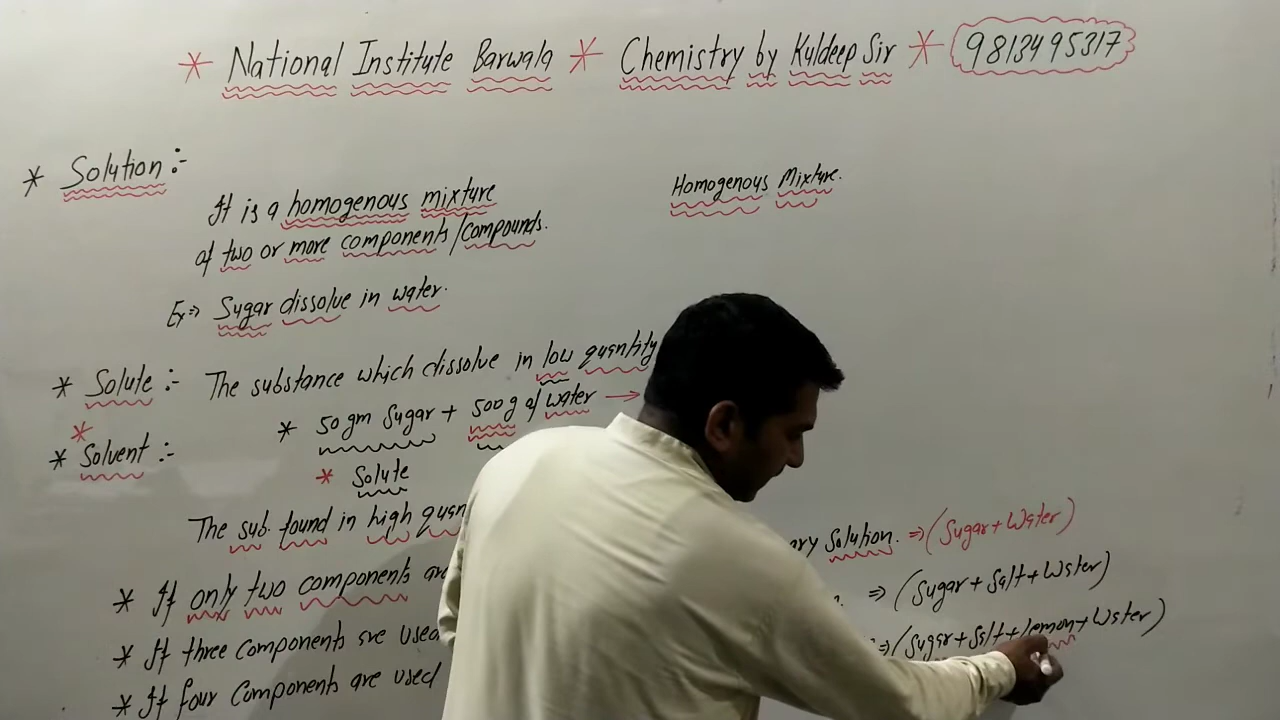 * National Institute Barwala * Chemistry by Kuldeep Sir * 9813495317
* Solution :-
It is a homogenous mixture
of two or more components/compounds.
Ex⇒ Sugar dissolve in water.
Homogenous Mixture.
* Solute :- The substance which dissolve in low quantity
* 50 gm Sugar + 500g of water →
* Solute
* Solvent :-
The sub. found in high quan
* If only two components are
ary Solution. ⇒ (Sugar + Water)
* If three components are used
⇒ (Sugar + Salt + Water)
* If four components are used
⇒ (Sugar + Salt + Lemon + Water)